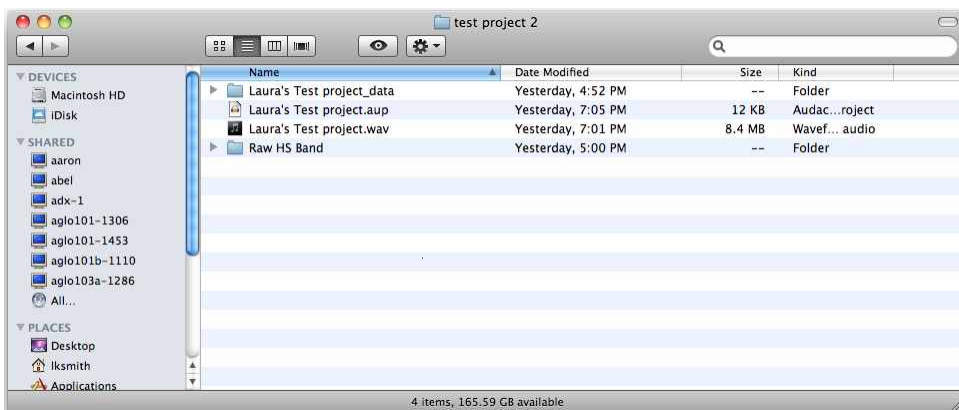 test project 2
Name Date Modified Size Kind
DEVICES
Macintosh HD
iDisk
SHARED
aaron
abel
adx-1
aglo101-1306
aglo101-1453
aglo101b-1110
aglo103a-1286
All...
PLACES
Desktop
lksmith
Applications
Laura's Test project_data Yesterday, 4:52 PM -- Folder
Laura's Test project.aup Yesterday, 7:05 PM 12 KB Audac...roject
Laura's Test project.wav Yesterday, 7:01 PM 8.4 MB Wavef... audio
Raw HS Band Yesterday, 5:00 PM -- Folder
4 items, 165.59 GB available